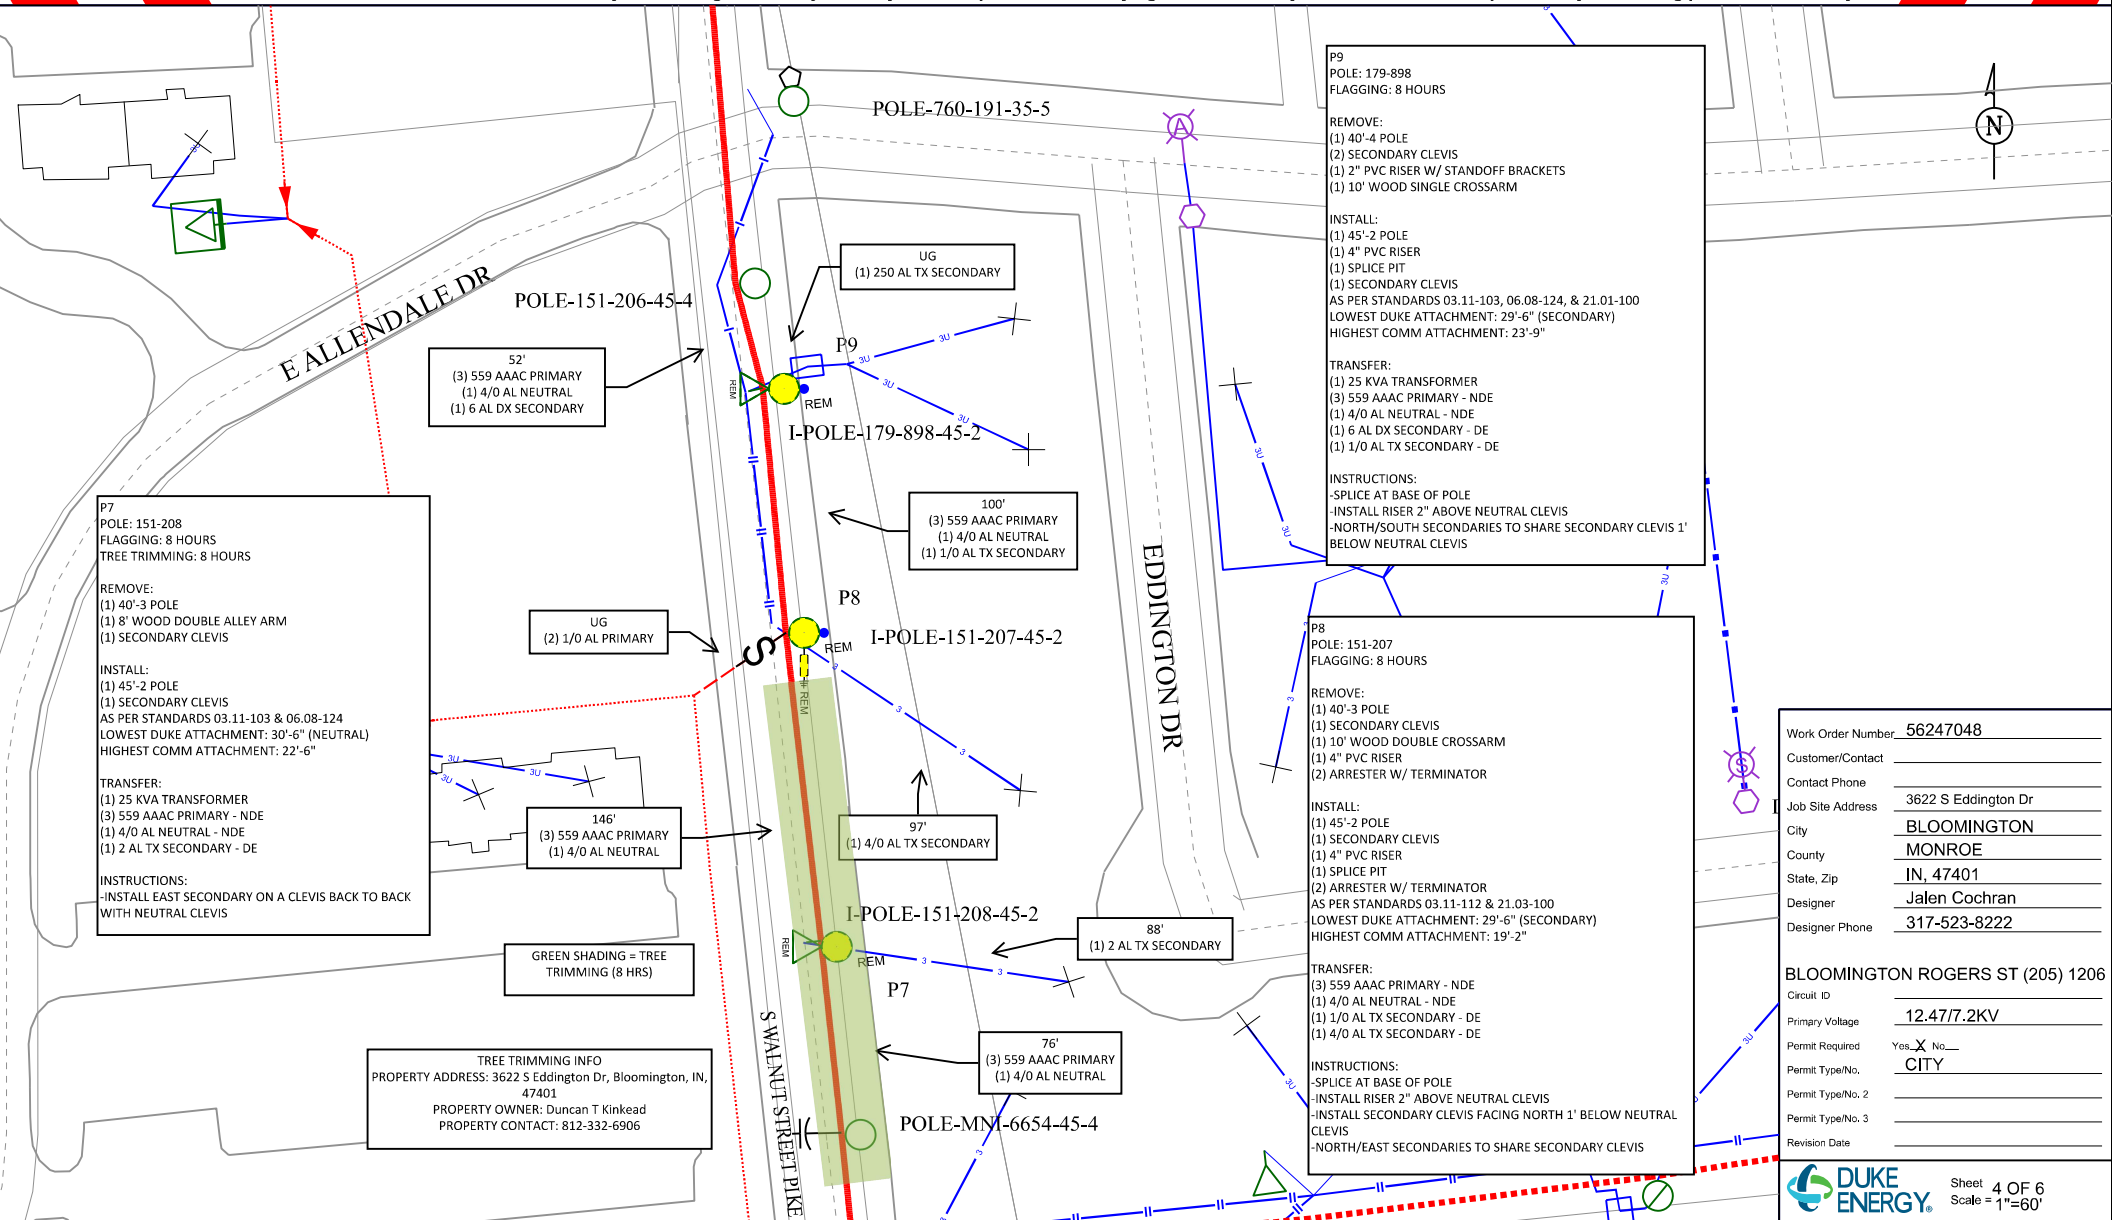 P9
POLE: 179-898
FLAGGING: 8 HOURS
REMOVE:
(1) 40'-4 POLE
(2) SECONDARY CLEVIS
(1) 2" PVC RISER W/ STANDOFF BRACKETS
(1) 10' WOOD SINGLE CROSSARM
INSTALL:
(1) 45'-2 POLE
(1) 4" PVC RISER
(1) SPLICE PIT
(1) SECONDARY CLEVIS
AS PER STANDARDS 03.11-103, 06.08-124, & 21.01-100
LOWEST DUKE ATTACHMENT: 29'-6" (SECONDARY)
HIGHEST COMM ATTACHMENT: 23'-9"
TRANSFER:
(1) 25 KVA TRANSFORMER
(3) 559 AAAC PRIMARY - NDE
(1) 4/0 AL NEUTRAL - NDE
(1) 6 AL DX SECONDARY - DE
(1) 1/0 AL TX SECONDARY - DE
INSTRUCTIONS:
-SPLICE AT BASE OF POLE
-INSTALL RISER 2" ABOVE NEUTRAL CLEVIS
-NORTH/SOUTH SECONDARIES TO SHARE SECONDARY CLEVIS 1'
BELOW NEUTRAL CLEVIS
N
A
POLE-760-191-35-5
3U
E ALLENDALE DR
POLE-151-206-45-4
UG
(1) 250 AL TX SECONDARY
52'
(3) 559 AAAC PRIMARY
(1) 4/0 AL NEUTRAL
(1) 6 AL DX SECONDARY
P9
3U
3U
3U
3U
REM
REM
I-POLE-179-898-45-2
3U
3U
P7
POLE: 151-208
FLAGGING: 8 HOURS
TREE TRIMMING: 8 HOURS
REMOVE:
(1) 40'-3 POLE
(1) 8' WOOD DOUBLE ALLEY ARM
(1) SECONDARY CLEVIS
INSTALL:
(1) 45'-2 POLE
(1) SECONDARY CLEVIS
AS PER STANDARDS 03.11-103 & 06.08-124
LOWEST DUKE ATTACHMENT: 30'-6" (NEUTRAL)
HIGHEST COMM ATTACHMENT: 22'-6"
TRANSFER:
(1) 25 KVA TRANSFORMER
(3) 559 AAAC PRIMARY - NDE
(1) 4/0 AL NEUTRAL - NDE
(1) 2 AL TX SECONDARY - DE
INSTRUCTIONS:
-INSTALL EAST SECONDARY ON A CLEVIS BACK TO BACK
WITH NEUTRAL CLEVIS
100'
(3) 559 AAAC PRIMARY
(1) 4/0 AL NEUTRAL
(1) 1/0 AL TX SECONDARY
EDDINGTON DR
UG
(2) 1/0 AL PRIMARY
S
P8
I-POLE-151-207-45-2
REM
REM
3
3
3U
3U
3U
3U
3
3
146'
(3) 559 AAAC PRIMARY
(1) 4/0 AL NEUTRAL
97'
(1) 4/0 AL TX SECONDARY
P8
POLE: 151-207
FLAGGING: 8 HOURS
REMOVE:
(1) 40'-3 POLE
(1) SECONDARY CLEVIS
(1) 10' WOOD DOUBLE CROSSARM
(1) 4" PVC RISER
(2) ARRESTER W/ TERMINATOR
INSTALL:
(1) 45'-2 POLE
(1) SECONDARY CLEVIS
(1) 4" PVC RISER
(1) SPLICE PIT
(2) ARRESTER W/ TERMINATOR
AS PER STANDARDS 03.11-112 & 21.03-100
LOWEST DUKE ATTACHMENT: 29'-6" (SECONDARY)
HIGHEST COMM ATTACHMENT: 19'-2"
TRANSFER:
(3) 559 AAAC PRIMARY - NDE
(1) 4/0 AL NEUTRAL - NDE
(1) 1/0 AL TX SECONDARY - DE
(1) 4/0 AL TX SECONDARY - DE
INSTRUCTIONS:
-SPLICE AT BASE OF POLE
-INSTALL RISER 2" ABOVE NEUTRAL CLEVIS
-INSTALL SECONDARY CLEVIS FACING NORTH 1' BELOW NEUTRAL
CLEVIS
-NORTH/EAST SECONDARIES TO SHARE SECONDARY CLEVIS
S
I-POLE-151-208-45-2
REM
REM
3
3
P7
88'
(1) 2 AL TX SECONDARY
GREEN SHADING = TREE
TRIMMING (8 HRS)
TREE TRIMMING INFO
PROPERTY ADDRESS: 3622 S Eddington Dr, Bloomington, IN,
47401
PROPERTY OWNER: Duncan T Kinkead
PROPERTY CONTACT: 812-332-6906
S WALNUT STREET PIKE
76'
(3) 559 AAAC PRIMARY
(1) 4/0 AL NEUTRAL
POLE-MNI-6654-45-4
3
3
3U
3U
Work Order Number 56247048
Customer/Contact
Contact Phone
Job Site Address 3622 S Eddington Dr
City BLOOMINGTON
County MONROE
State, Zip IN, 47401
Designer Jalen Cochran
Designer Phone 317-523-8222
BLOOMINGTON ROGERS ST (205) 1206
Circuit ID
Primary Voltage 12.47/7.2KV
Permit Required Yes X No
Permit Type/No. CITY
Permit Type/No. 2
Permit Type/No. 3
Revision Date
DUKE
ENERGY®
Sheet 4 OF 6
Scale = 1"=60'